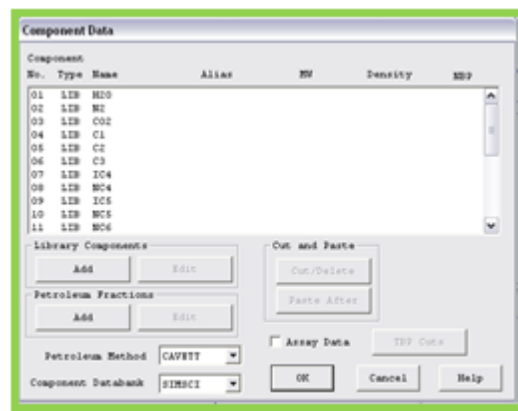 Component Data
Component
No. Type Name Alias MW Density NBP
01 LIB H2O
02 LIB N2
03 LIB CO2
04 LIB C1
05 LIB C2
06 LIB C3
07 LIB IC4
08 LIB NC4
09 LIB IC5
10 LIB NC5
11 LIB NC6
Library Components
Add Edit
Cut and Paste
Cut/Delete
Paste After
Petroleum Fractions
Add Edit
Assay Data TBP Cuts
Petroleum Method CAVETT
Component Databank SIMSCI
OK Cancel Help